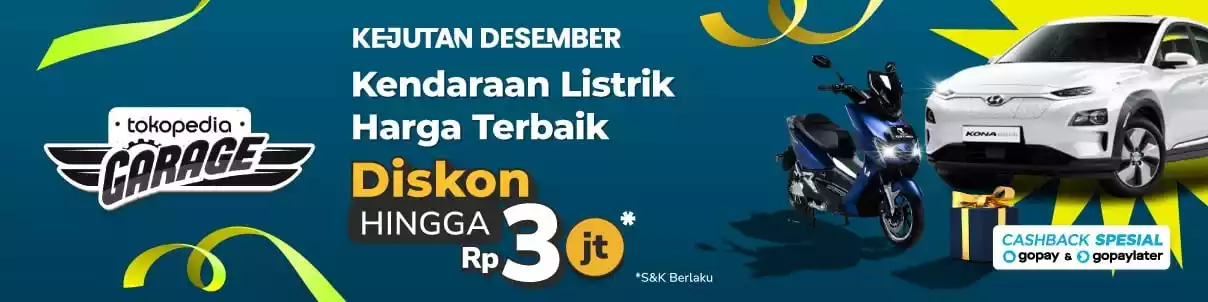 tokopedia
GARAGE
KEJUTAN DESEMBER
Kendaraan Listrik
Harga Terbaik
Diskon
HINGGA
Rp 3 jt*
*S&K Berlaku
KONA electric
CASHBACK SPESIAL
gopay & gopaylater